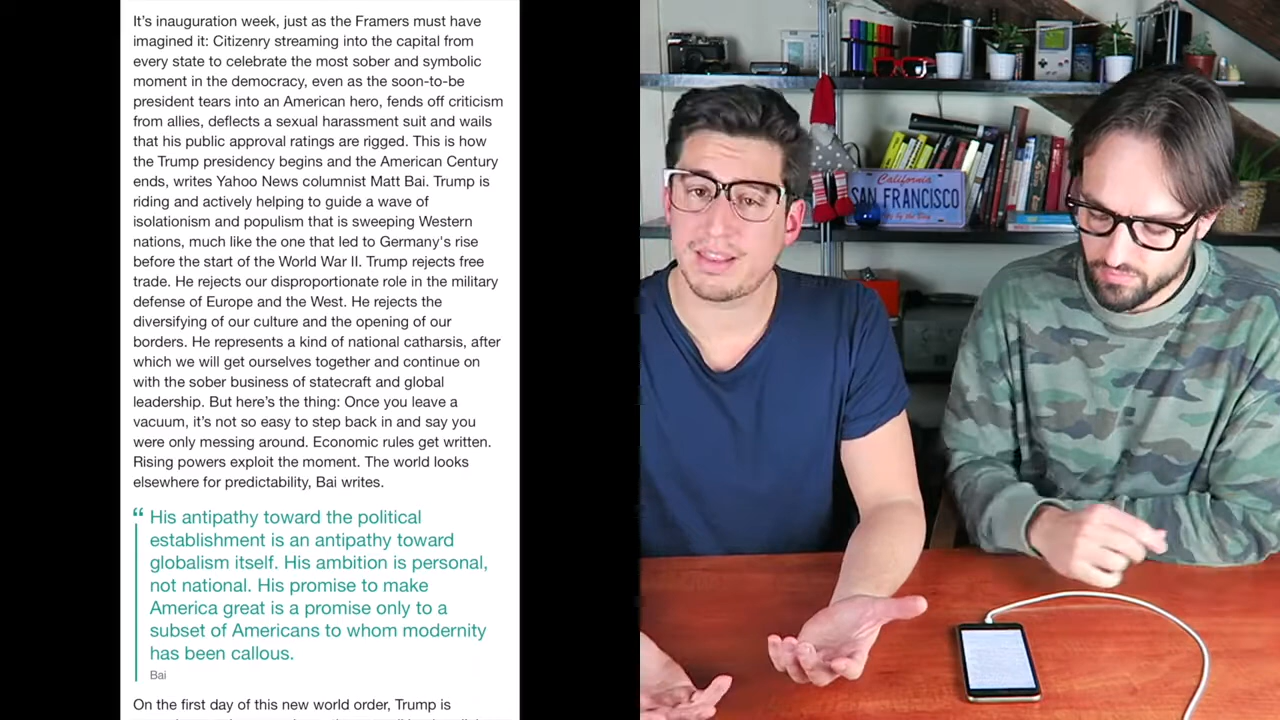 It’s inauguration week, just as the Framers must have
imagined it: Citizenry streaming into the capital from
every state to celebrate the most sober and symbolic
moment in the democracy, even as the soon-to-be
president tears into an American hero, fends off criticism
from allies, deflects a sexual harassment suit and wails
that his public approval ratings are rigged. This is how
the Trump presidency begins and the American Century
ends, writes Yahoo News columnist Matt Bai. Trump is
riding and actively helping to guide a wave of
isolationism and populism that is sweeping Western
nations, much like the one that led to Germany's rise
before the start of the World War II. Trump rejects free
trade. He rejects our disproportionate role in the military
defense of Europe and the West. He rejects the
diversifying of our culture and the opening of our
borders. He represents a kind of national catharsis, after
which we will get ourselves together and continue on
with the sober business of statecraft and global
leadership. But here’s the thing: Once you leave a
vacuum, it’s not so easy to step back in and say you
were only messing around. Economic rules get written.
Rising powers exploit the moment. The world looks
elsewhere for predictability, Bai writes.
“ His antipathy toward the political
establishment is an antipathy toward
globalism itself. His ambition is personal,
not national. His promise to make
America great is a promise only to a
subset of Americans to whom modernity
has been callous.
Bai
On the first day of this new world order, Trump is
California
SAN FRANCISCO